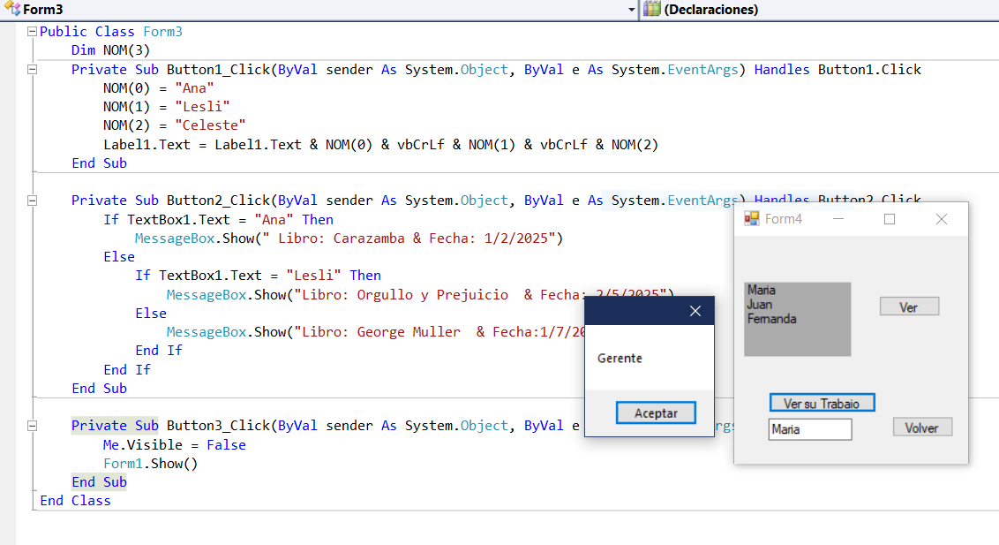 Form3
(Declaraciones)
Public Class Form3
Dim NOM(3)
Private Sub Button1_Click(ByVal sender As System.Object, ByVal e As System.EventArgs) Handles Button1.Click
NOM(0) = "Ana"
NOM(1) = "Lesli"
NOM(2) = "Celeste"
Label1.Text = Label1.Text & NOM(0) & vbCrLf & NOM(1) & vbCrLf & NOM(2)
End Sub
Private Sub Button2_Click(ByVal sender As System.Object, ByVal e As System.EventArgs) Handles Button2.Click
If TextBox1.Text = "Ana" Then
MessageBox.Show(" Libro: Carazamba & Fecha: 1/2/2025")
Else
If TextBox1.Text = "Lesli" Then
MessageBox.Show("Libro: Orgullo y Prejuicio  & Fecha: 2/5/2025")
Else
MessageBox.Show("Libro: George Muller  & Fecha:1/7/20
End If
End If
End Sub
Private Sub Button3_Click(ByVal sender As System.Object, ByVal e
Me.Visible = False
Form1.Show()
End Sub
End Class
Gerente
Aceptar
Form4
Maria
Juan
Fernanda
Ver
Ver su Trabajo
Maria
Volver